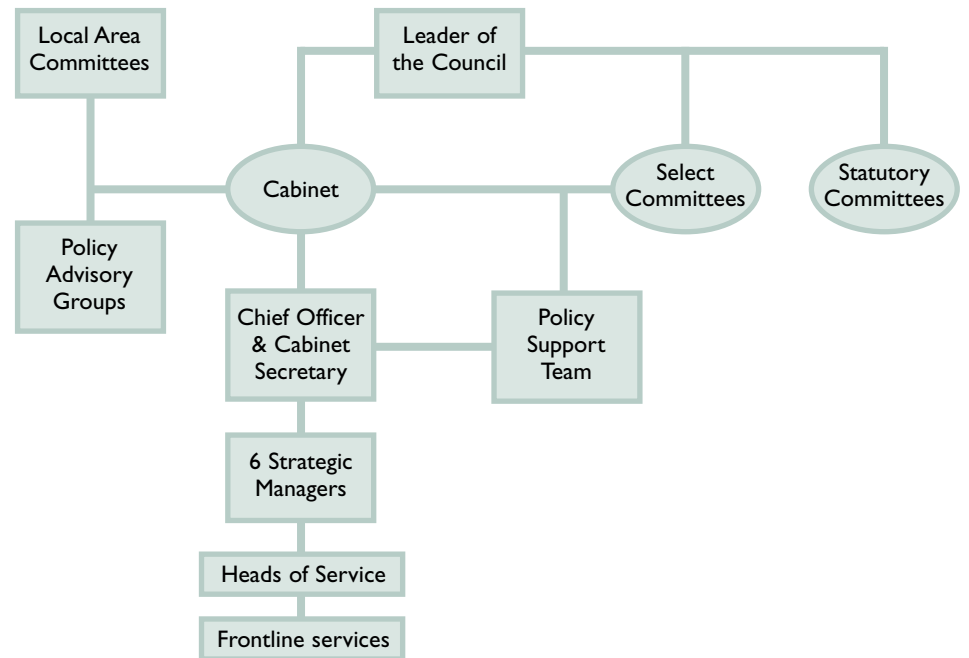 Local Area
Committees
Leader of
the Council
Cabinet
Select
Committees
Statutory
Committees
Policy
Advisory
Groups
Chief Officer
& Cabinet
Secretary
Policy
Support
Team
6 Strategic
Managers
Heads of Service
Frontline services